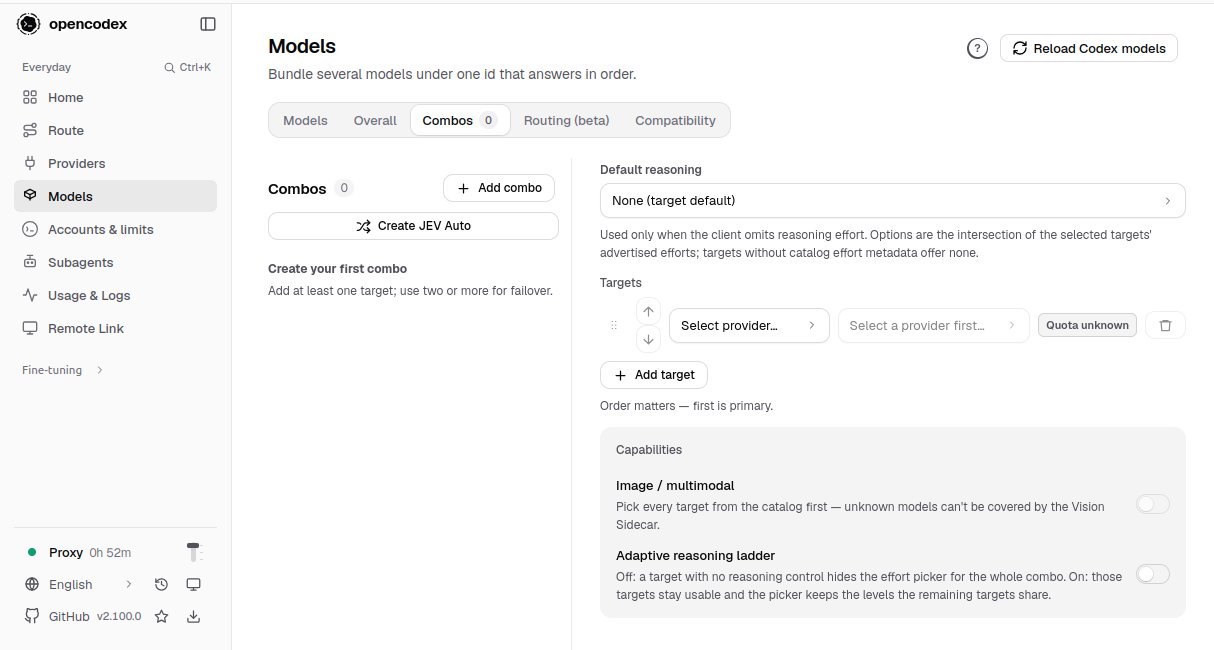 opencodex
Everyday
Ctrl+K
Home
Route
Providers
Models
Accounts & limits
Subagents
Usage & Logs
Remote Link
Fine-tuning
Proxy 0h 52m
English
GitHub v2.100.0
Models
Bundle several models under one id that answers in order.
?
Reload Codex models
Models
Overall
Combos 0
Routing (beta)
Compatibility
Combos 0
Add combo
Create JEV Auto
Create your first combo
Add at least one target; use two or more for failover.
Default reasoning
None (target default)
Used only when the client omits reasoning effort. Options are the intersection of the selected targets'
advertised efforts; targets without catalog effort metadata offer none.
Targets
Select provider…
Select a provider first…
Quota unknown
Add target
Order matters — first is primary.
Capabilities
Image / multimodal
Pick every target from the catalog first — unknown models can't be covered by the Vision
Sidecar.
Adaptive reasoning ladder
Off: a target with no reasoning control hides the effort picker for the whole combo. On: those
targets stay usable and the picker keeps the levels the remaining targets share.